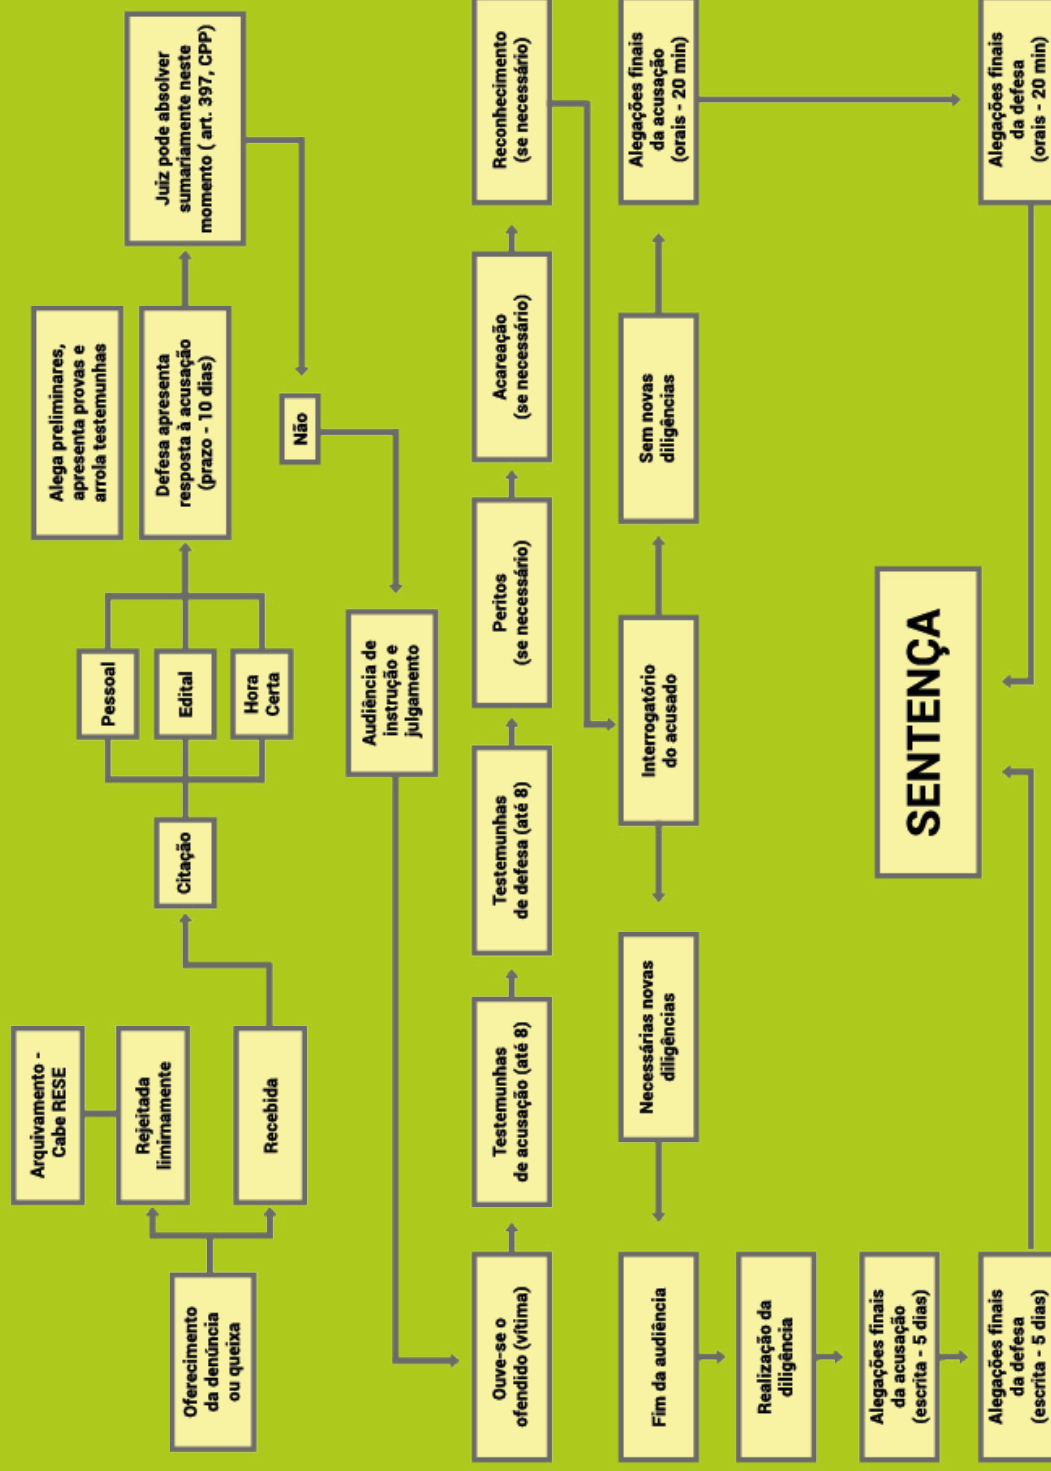 Oferecimento
da denúncia
ou queixa
Arquivamento -
Cabe RESE
Rejeitada
limirnamente
Recebida
Citação
Pessoal
Edital
Hora
Certa
Alega preliminares,
apresenta provas e
arrola testemunhas
Defesa apresenta
resposta à acusação
(prazo - 10 dias)
Juiz pode absolver
sumariamente neste
momento ( art. 397, CPP)
Não
Audiência de
instrução e
julgamento
Ouve-se o
ofendido (vítima)
Testemunhas
de acusação (até 8)
Testemunhas
de defesa (até 8)
Peritos
(se necessário)
Acareação
(se necessário)
Reconhecimento
(se necessário)
Interrogatório
do acusado
Necessárias novas
diligências
Fim da audiência
Realização da
diligência
Alegações finais
da acusação
(escrita - 5 dias)
Alegações finais
da defesa
(escrita - 5 dias)
Sem novas
diligências
Alegações finais
da acusação
(orais - 20 min)
Alegações finais
da defesa
(orais - 20 min)
SENTENÇA